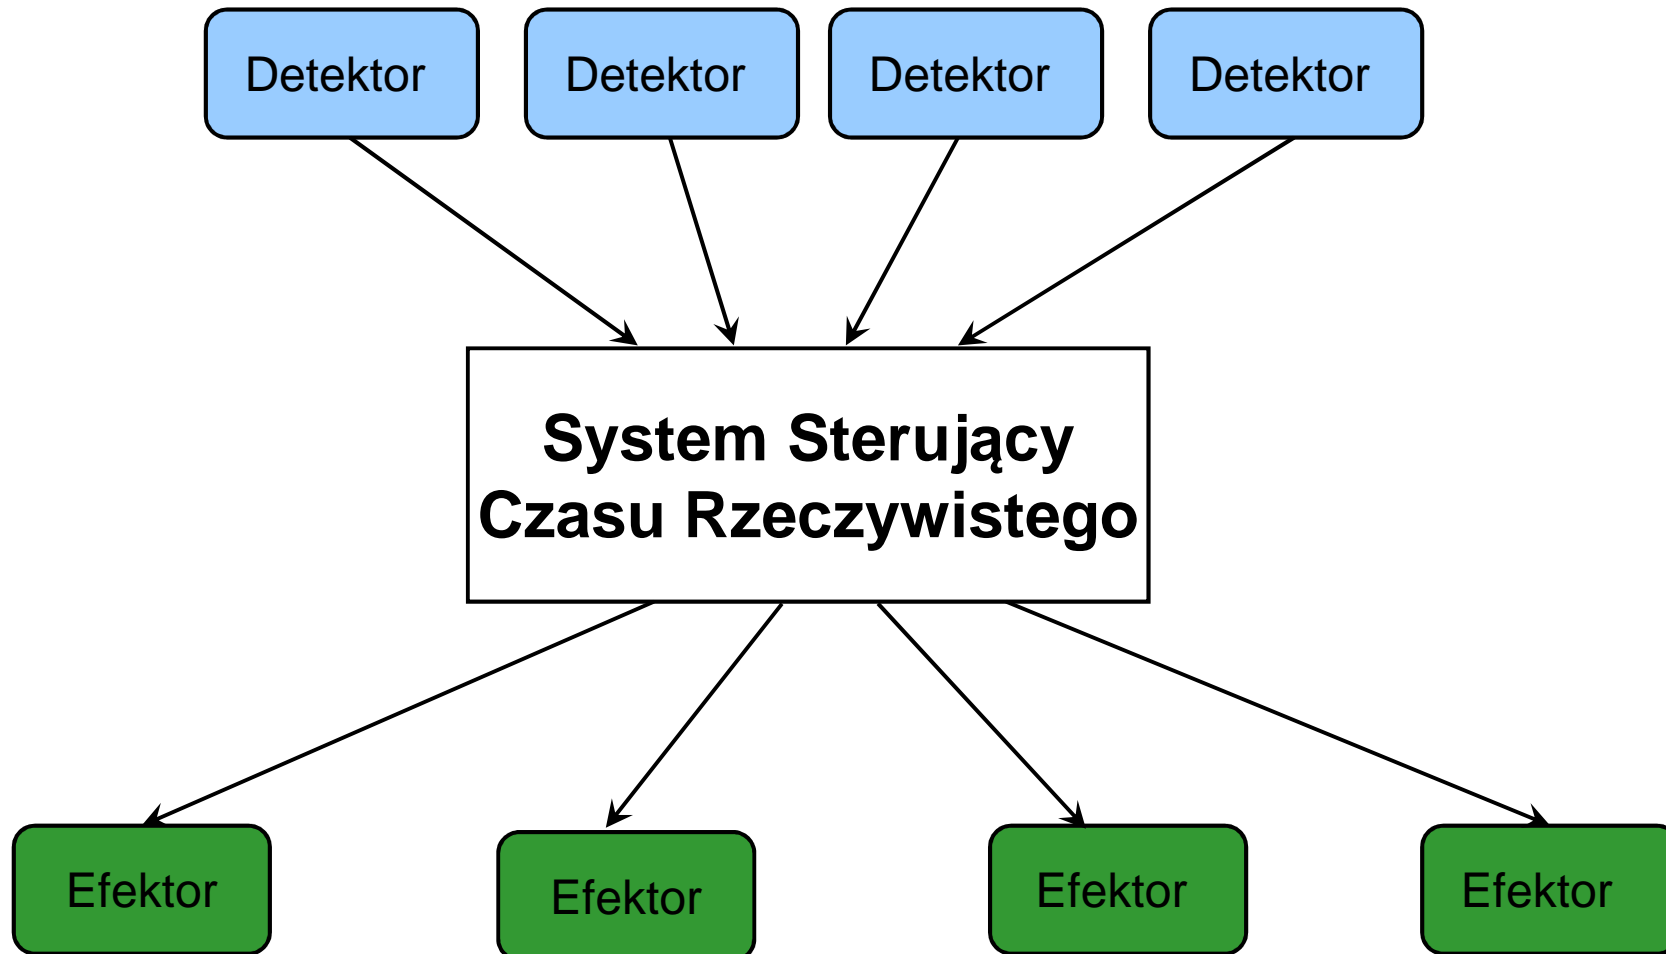 Detektor
Detektor
Detektor
Detektor
System Sterujący
Czasu Rzeczywistego
Efektor
Efektor
Efektor
Efektor